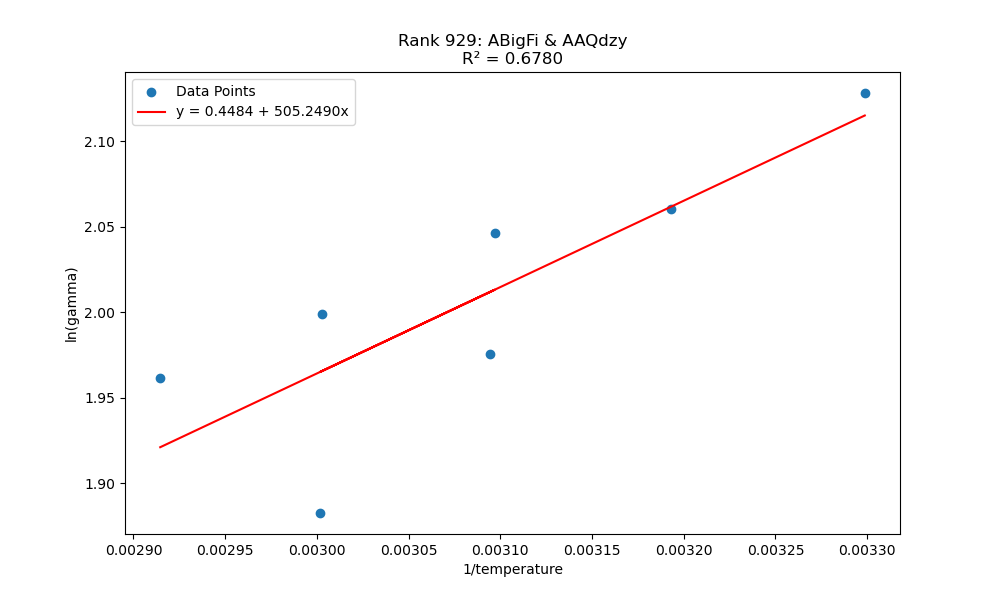 Rank 929: ABigFi & AAQdzy
R² = 0.6780
Data Points
y = 0.4484 + 505.2490x
2.10
2.05
2.00
1.95
1.90
ln(gamma)
0.00290 0.00295 0.00300 0.00305 0.00310 0.00315 0.00320 0.00325 0.00330
1/temperature